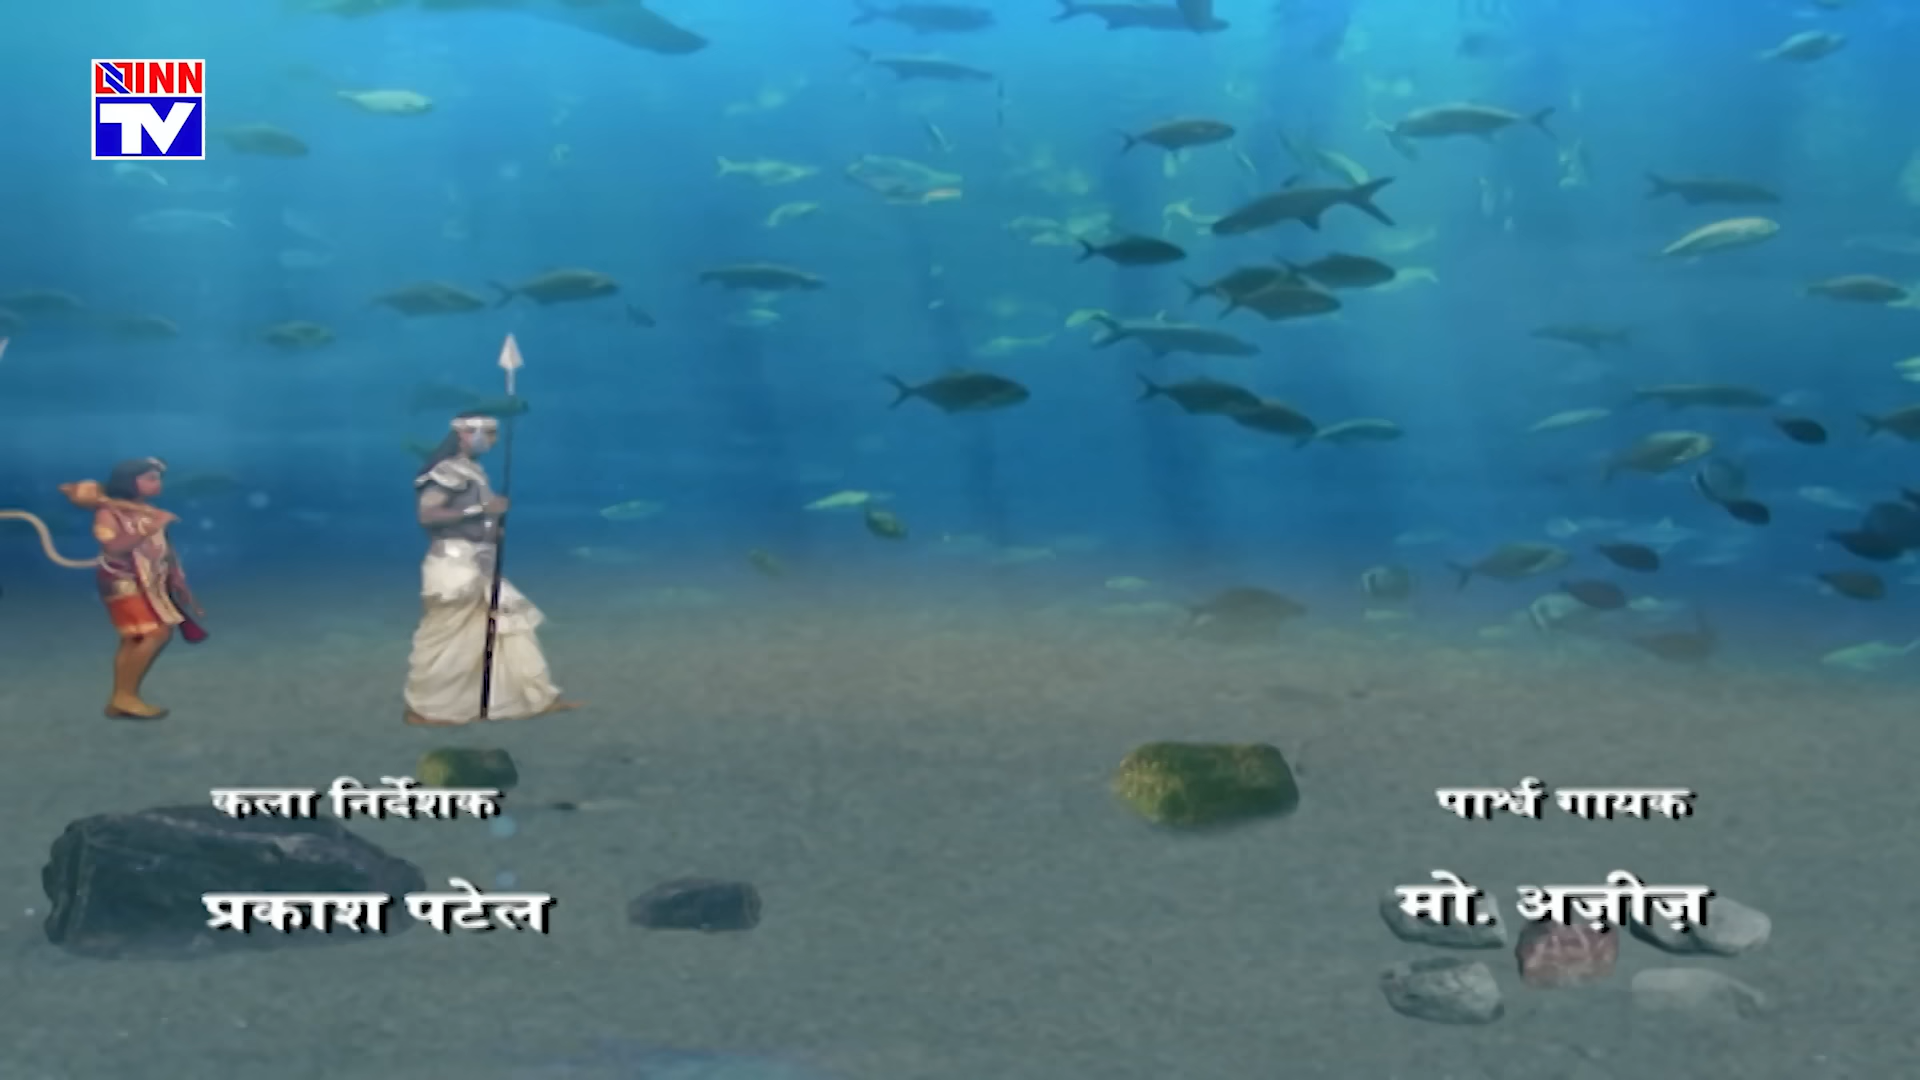 INN
TV
कला निर्देशक
प्रकाश पटेल
पार्श्व गायक
मो. अज़ीज़